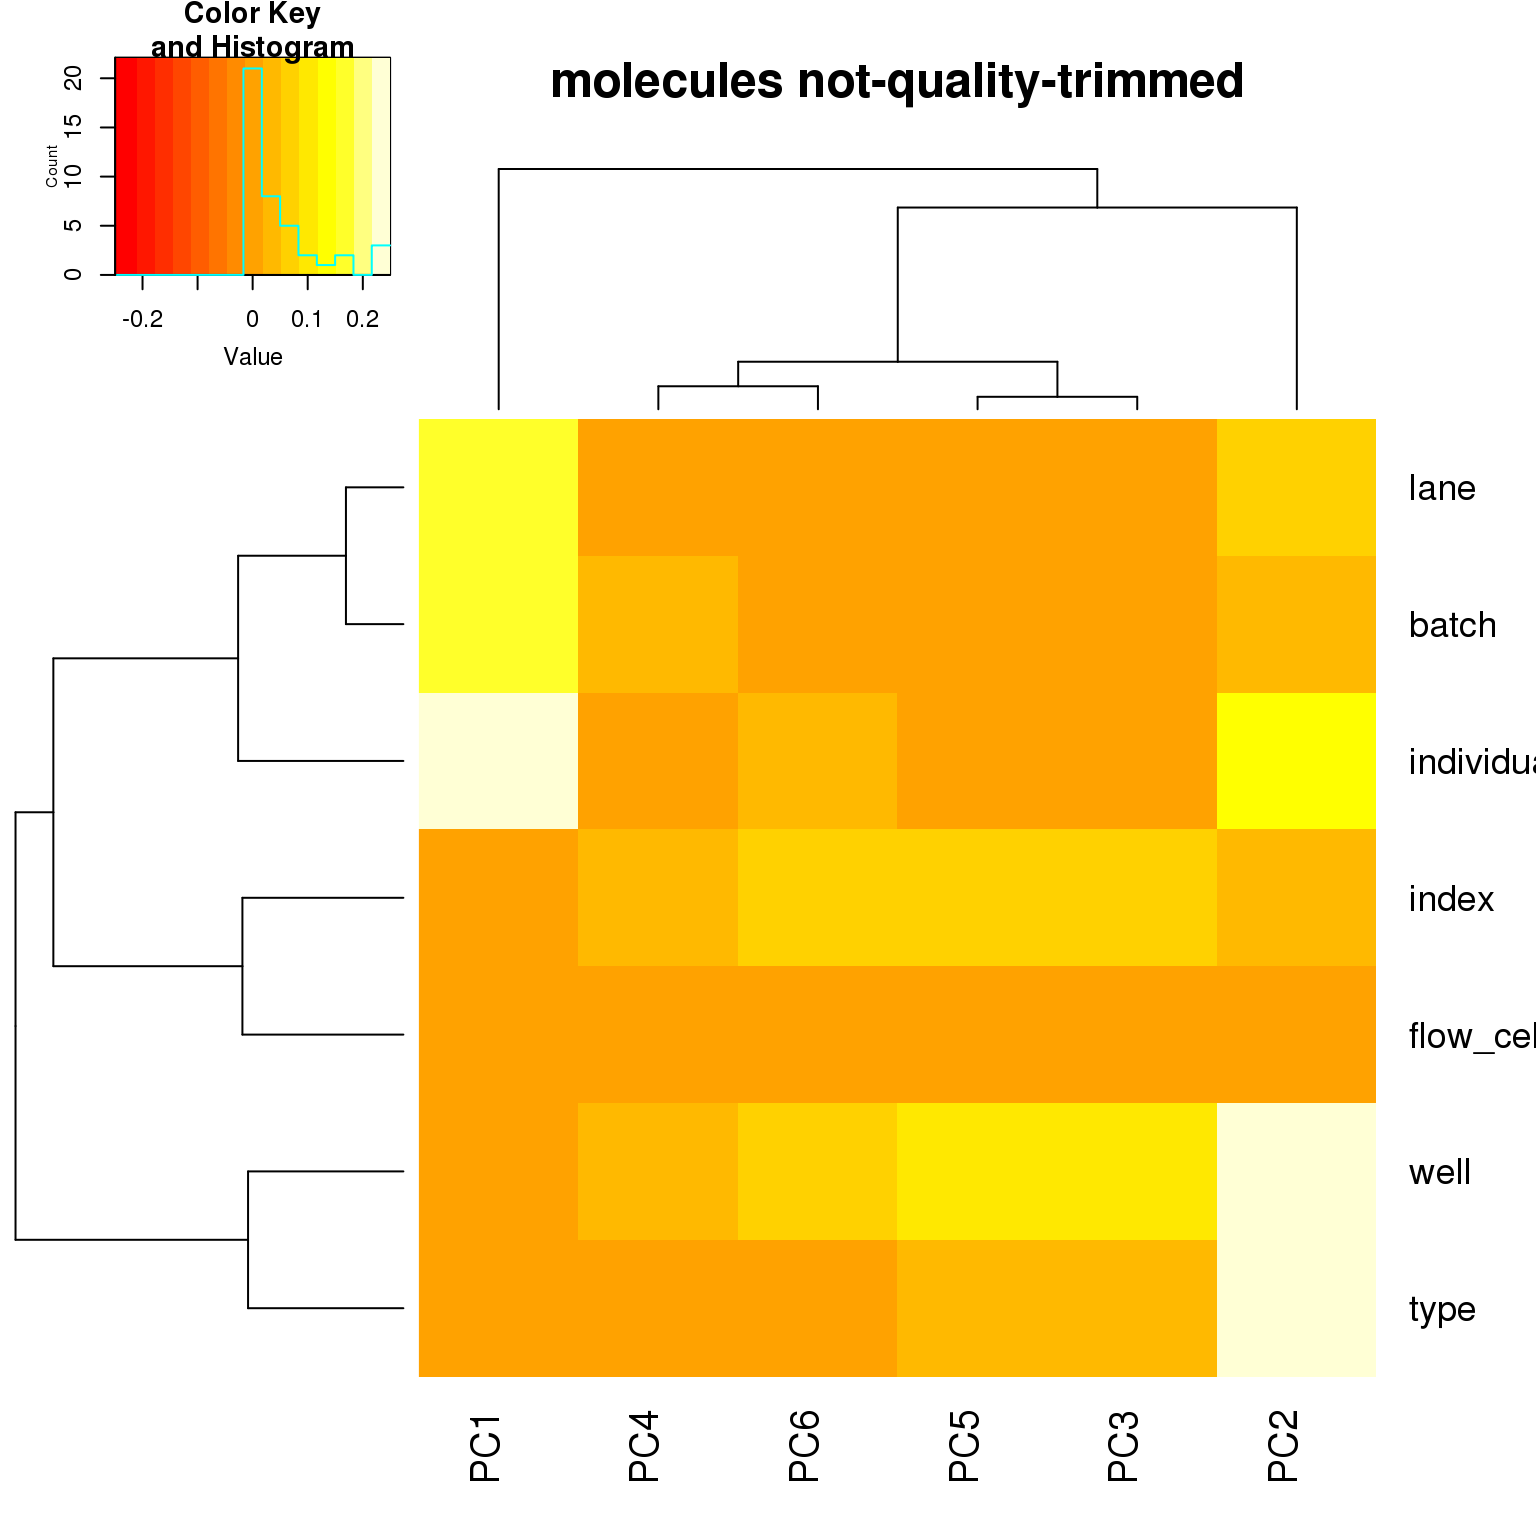 Color Key
and Histogram
molecules not-quality-trimmed
Count
20
15
10
5
0
-0.2 0 0.1 0.2
Value
lane
batch
individua
index
flow_cel
well
type
PC1 PC4 PC6 PC5 PC3 PC2